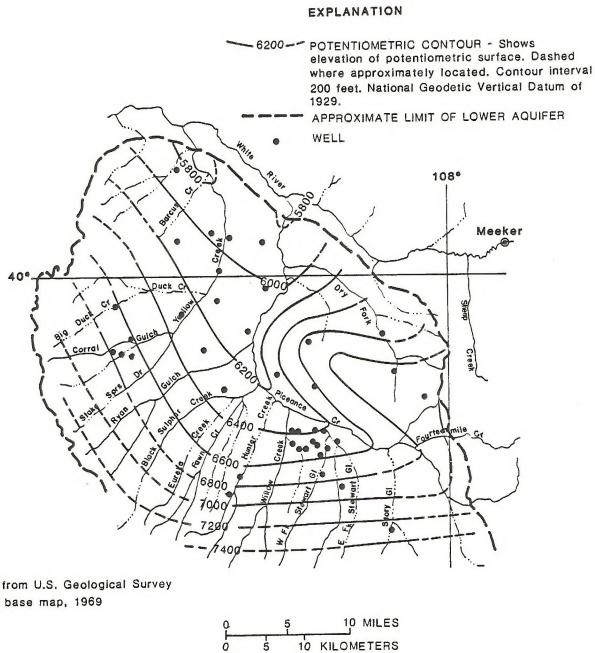 EXPLANATION
6200 POTENTIOMETRIC CONTOUR - Shows
elevation of potentiometric surface. Dashed
where approximately located. Contour interval
200 feet. National Geodetic Vertical Datum of
1929.
APPROXIMATE LIMIT OF LOWER AQUIFER
WELL
White River
108°
5800
5800
Barcus Cr
Meeker
40°
Yellow Creek
6000
Duck Cr
Dry Fork
Big Duck Cr
Corral Gulch
Sheep Creek
6200
Stake Sprs Dr
Ryan Gulch
Piceance Cr
Black Sulphur Creek
6400
Fourteenmile Cr
Eureka Creek
Fawn Cr
Hunter Creek
6600
Willow Creek
W Fk Stewart Gl
E Fk Stewart Gl
Story Gl
6800
7000
7200
7400
from U.S. Geological Survey
base map, 1969
0 5 10 MILES
0 5 10 KILOMETERS